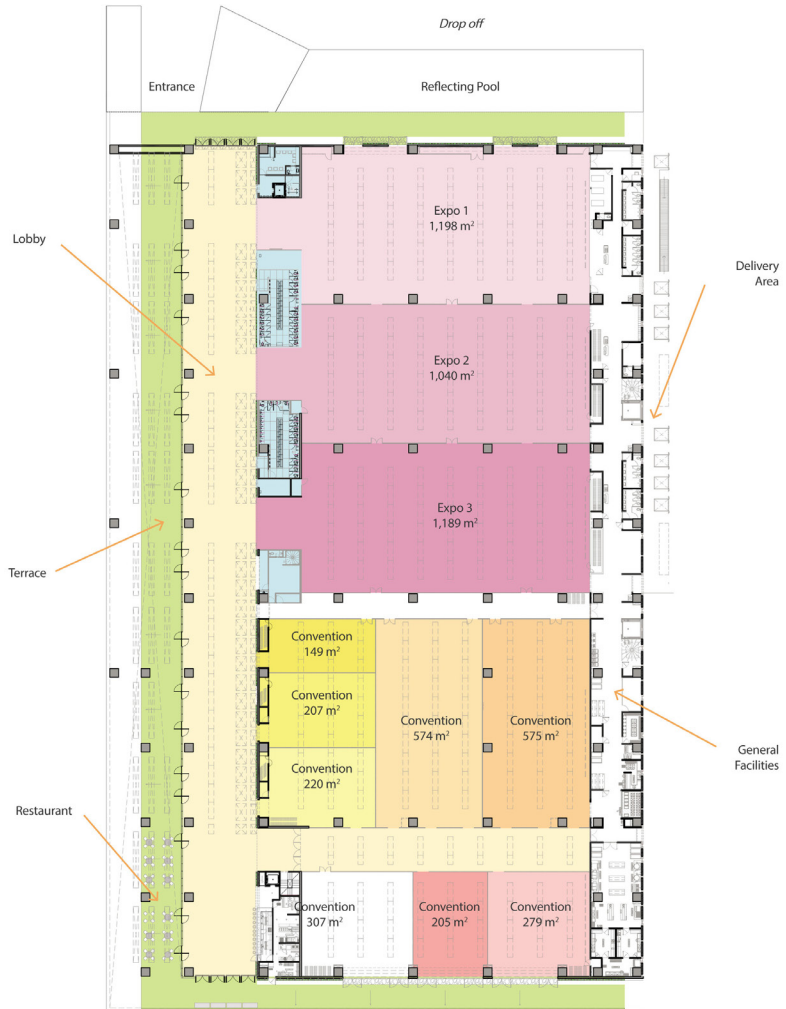 Drop off
Entrance
Reflecting Pool
Expo 1
1,198 m²
Lobby
Delivery
Area
Expo 2
1,040 m²
Expo 3
1,189 m²
Terrace
Convention
149 m²
Convention
207 m²
Convention
574 m²
Convention
575 m²
General
Facilities
Convention
220 m²
Restaurant
Convention
307 m²
Convention
205 m²
Convention
279 m²